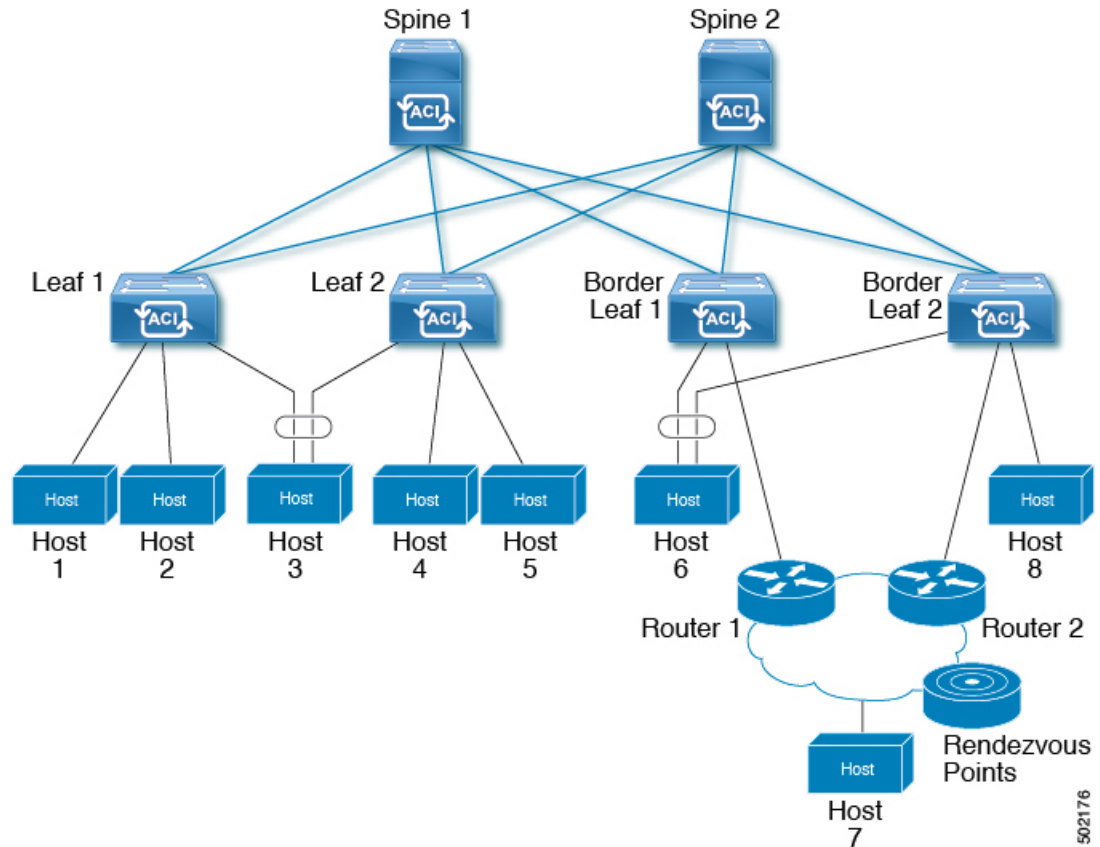 Spine 1
Spine 2
ACI
ACI
Leaf 1
Leaf 2
Border
Leaf 1
Border
Leaf 2
ACI
ACI
ACI
ACI
Host
Host
Host
Host
Host
Host
Host
Host
1
Host
2
Host
3
Host
4
Host
5
Host
6
Host
8
Router 1
Router 2
Rendezvous
Points
Host
Host
7
502176